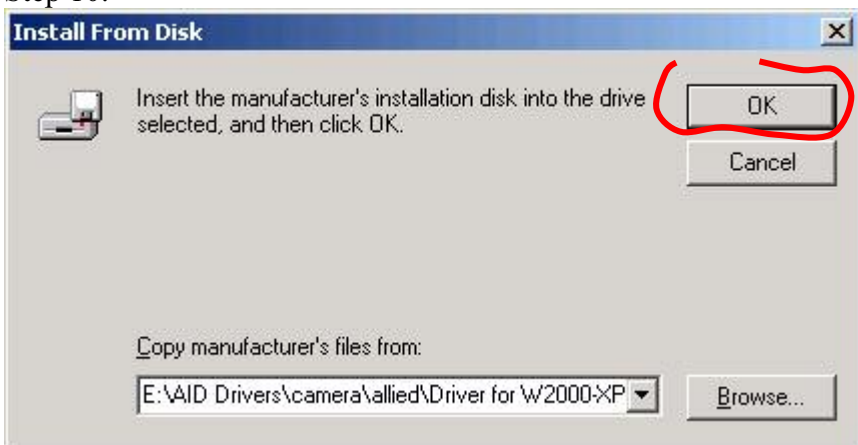 Install From Disk
Insert the manufacturer's installation disk into the drive
selected, and then click OK.
OK
Cancel
Copy manufacturer's files from:
E:\AID Drivers\camera\allied\Driver for W2000-XP
Browse...